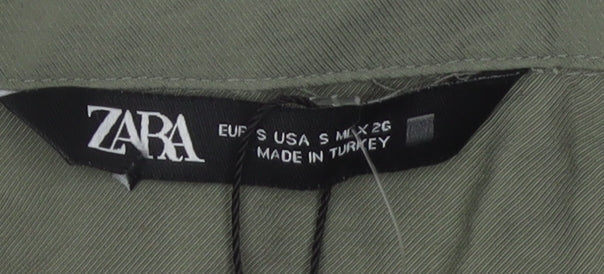 ZARA
EUR S USA S MEX 26
MADE IN TURKEY